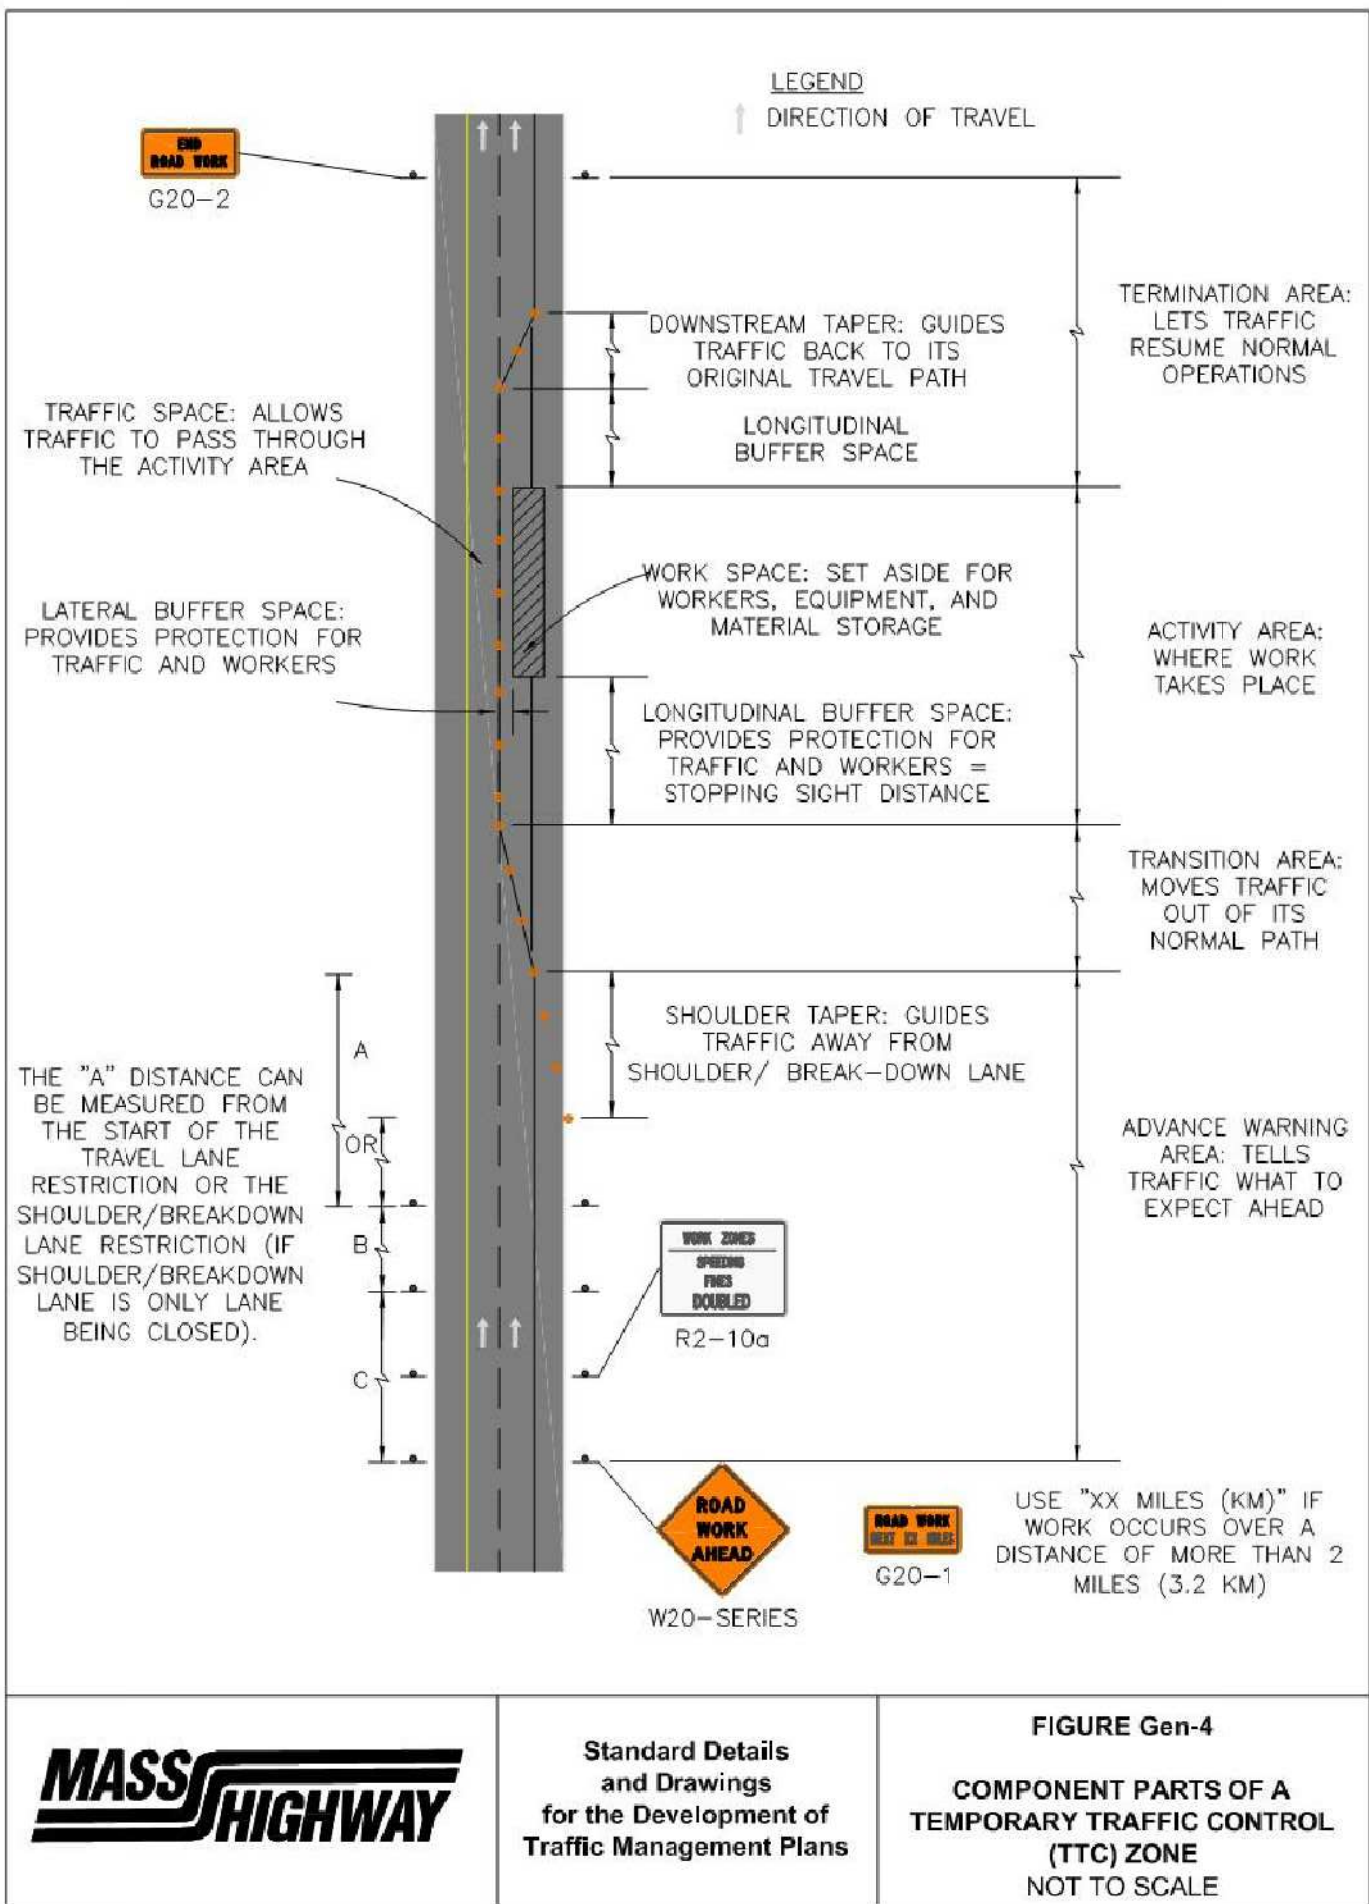 LEGEND
DIRECTION OF TRAVEL
END
ROAD WORK
G20-2
TERMINATION AREA:
LETS TRAFFIC
RESUME NORMAL
OPERATIONS
DOWNSTREAM TAPER: GUIDES
TRAFFIC BACK TO ITS
ORIGINAL TRAVEL PATH
TRAFFIC SPACE: ALLOWS
TRAFFIC TO PASS THROUGH
THE ACTIVITY AREA
LONGITUDINAL
BUFFER SPACE
WORK SPACE: SET ASIDE FOR
WORKERS, EQUIPMENT, AND
MATERIAL STORAGE
LATERAL BUFFER SPACE:
PROVIDES PROTECTION FOR
TRAFFIC AND WORKERS
ACTIVITY AREA:
WHERE WORK
TAKES PLACE
LONGITUDINAL BUFFER SPACE:
PROVIDES PROTECTION FOR
TRAFFIC AND WORKERS =
STOPPING SIGHT DISTANCE
TRANSITION AREA:
MOVES TRAFFIC
OUT OF ITS
NORMAL PATH
SHOULDER TAPER: GUIDES
TRAFFIC AWAY FROM
SHOULDER/ BREAK-DOWN LANE
A
OR
B
C
THE "A" DISTANCE CAN
BE MEASURED FROM
THE START OF THE
TRAVEL LANE
RESTRICTION OR THE
SHOULDER/BREAKDOWN
LANE RESTRICTION (IF
SHOULDER/BREAKDOWN
LANE IS ONLY LANE
BEING CLOSED).
ADVANCE WARNING
AREA: TELLS
TRAFFIC WHAT TO
EXPECT AHEAD
WORK ZONES
SPEEDING
FINES
DOUBLED
R2-10a
ROAD
WORK
AHEAD
W20-SERIES
ROAD WORK
NEXT XX MILES
G20-1
USE "XX MILES (KM)" IF
WORK OCCURS OVER A
DISTANCE OF MORE THAN 2
MILES (3.2 KM)
MASS
HIGHWAY
Standard Details
and Drawings
for the Development of
Traffic Management Plans
FIGURE Gen-4
COMPONENT PARTS OF A
TEMPORARY TRAFFIC CONTROL
(TTC) ZONE
NOT TO SCALE